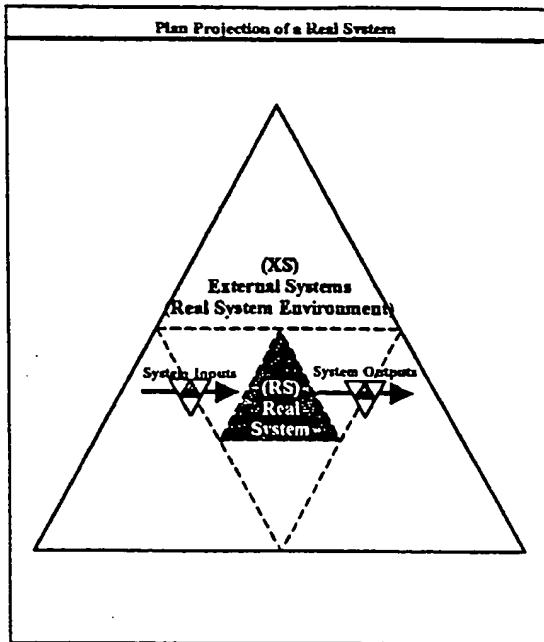 Plan Projection of a Real System
(XS)
External Systems
(Real System Environment)
System Inputs
System Outputs
(RS)
Real
System